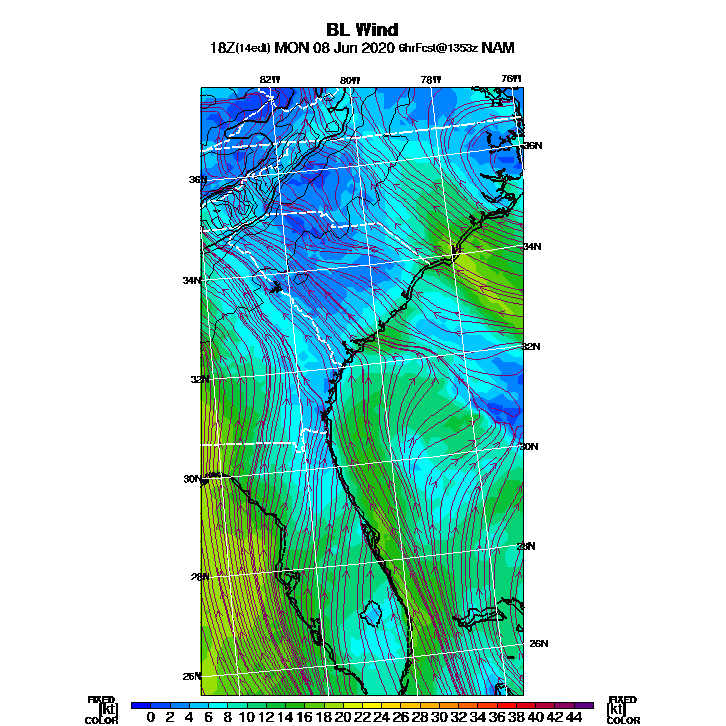 BL Wind
18Z(14edt) MON 08 Jun 2020 6hrFcst@1353z NAM
82W 80W 78W 76W
36N
36N
34N
34N
32N
32N
30N
30N
28N
28N
26N
26N
FIXED FIXED
[kt] [kt]
COLOR COLOR
0 2 4 6 8 10 12 14 16 18 20 22 24 26 28 30 32 34 36 38 40 42 44